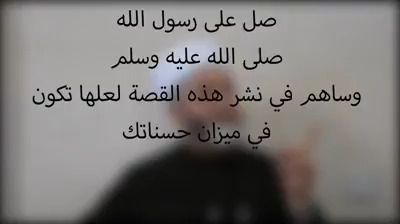 صل على رسول الله
صلى الله عليه وسلم
وساهم في نشر هذه القصة لعلها تكون
في ميزان حسناتك